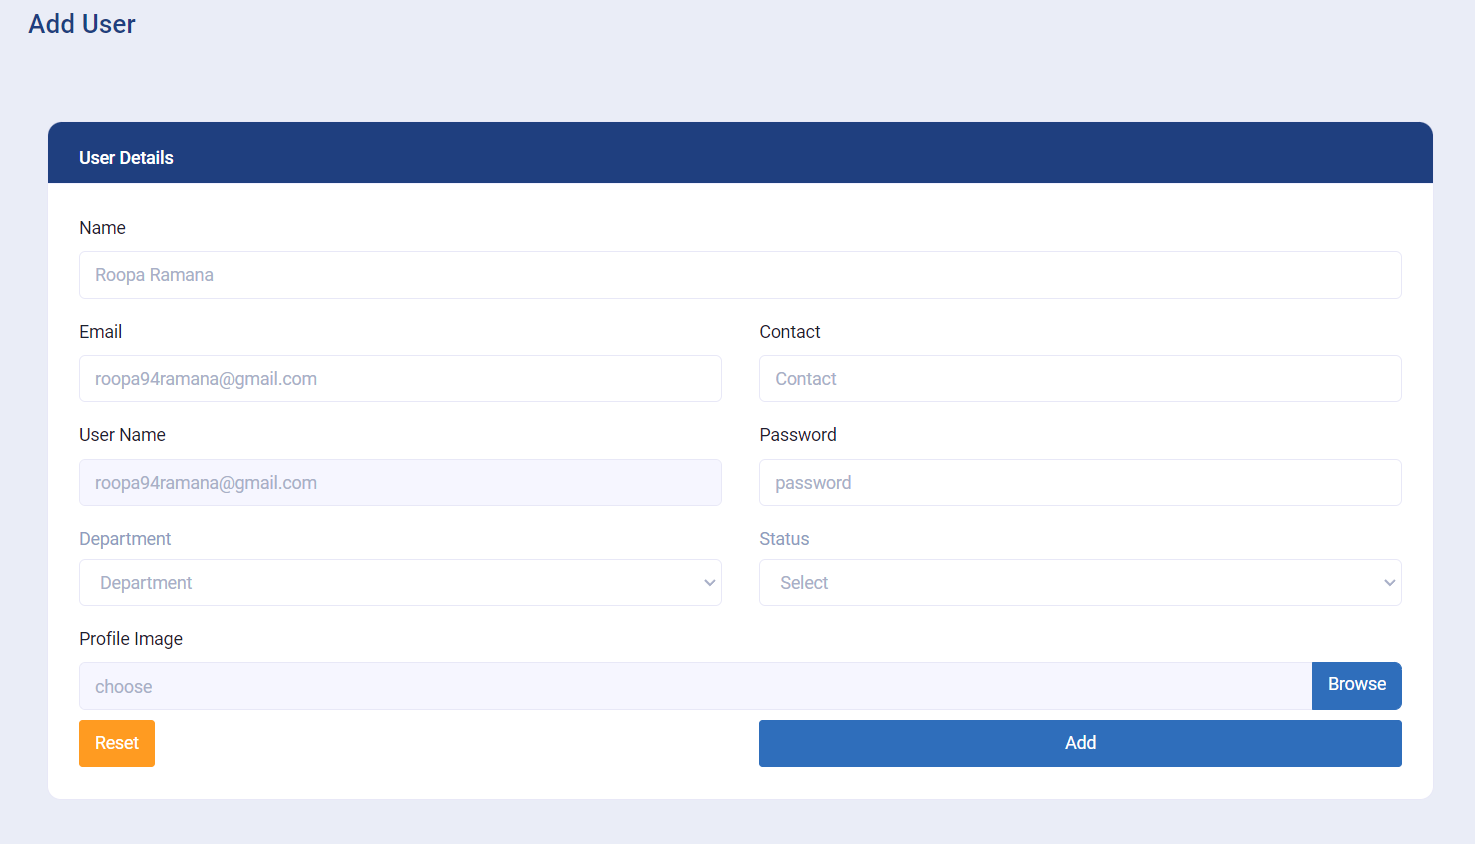 Add User
User Details
Name
Roopa Ramana
Email
Contact
roopa94ramana@gmail.com
Contact
User Name
Password
roopa94ramana@gmail.com
password
Department
Status
Department
Select
Profile Image
choose
Browse
Reset
Add